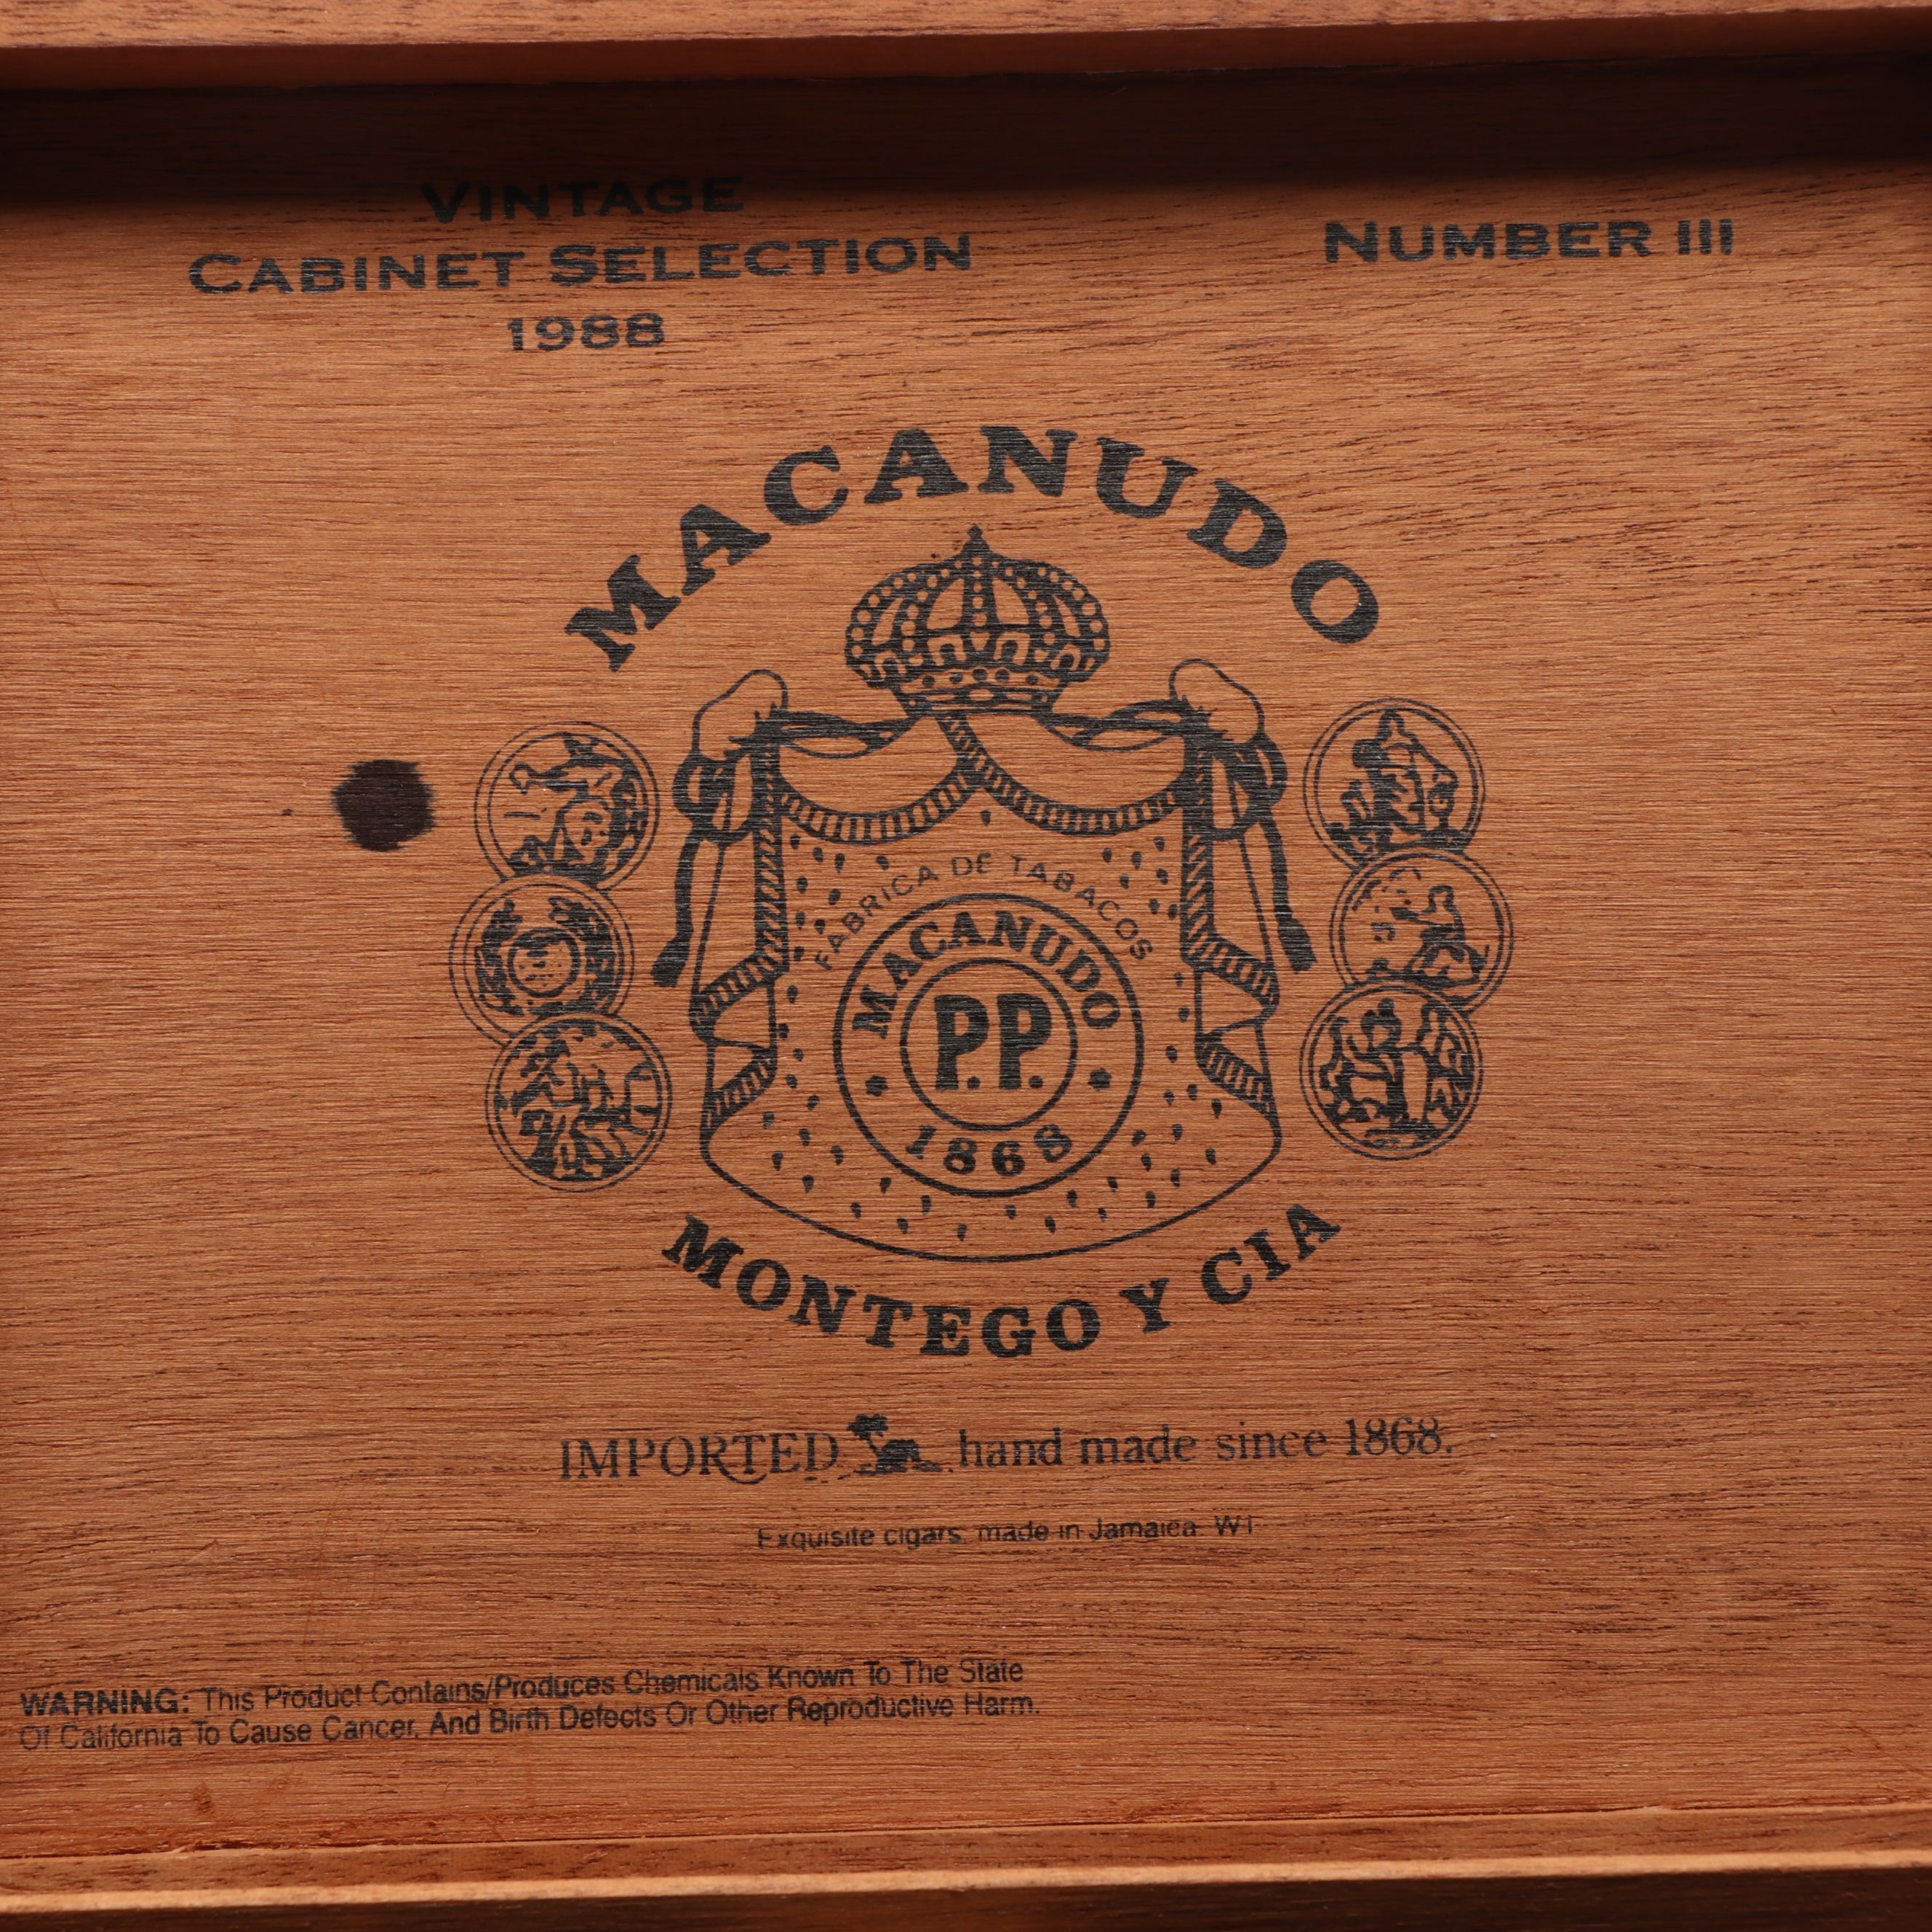 VINTAGE
CABINET SELECTION
1988
NUMBER III
MACANUDO
FABRICA DE TABACOS
MACANUDO
P.P.
1868
MONTEGO Y CIA
IMPORTED hand made since 1868.
Exquisite cigars, made in Jamaica. W I
WARNING: This Product Contains/Produces Chemicals Known To The State
Of California To Cause Cancer, And Birth Defects Or Other Reproductive Harm.